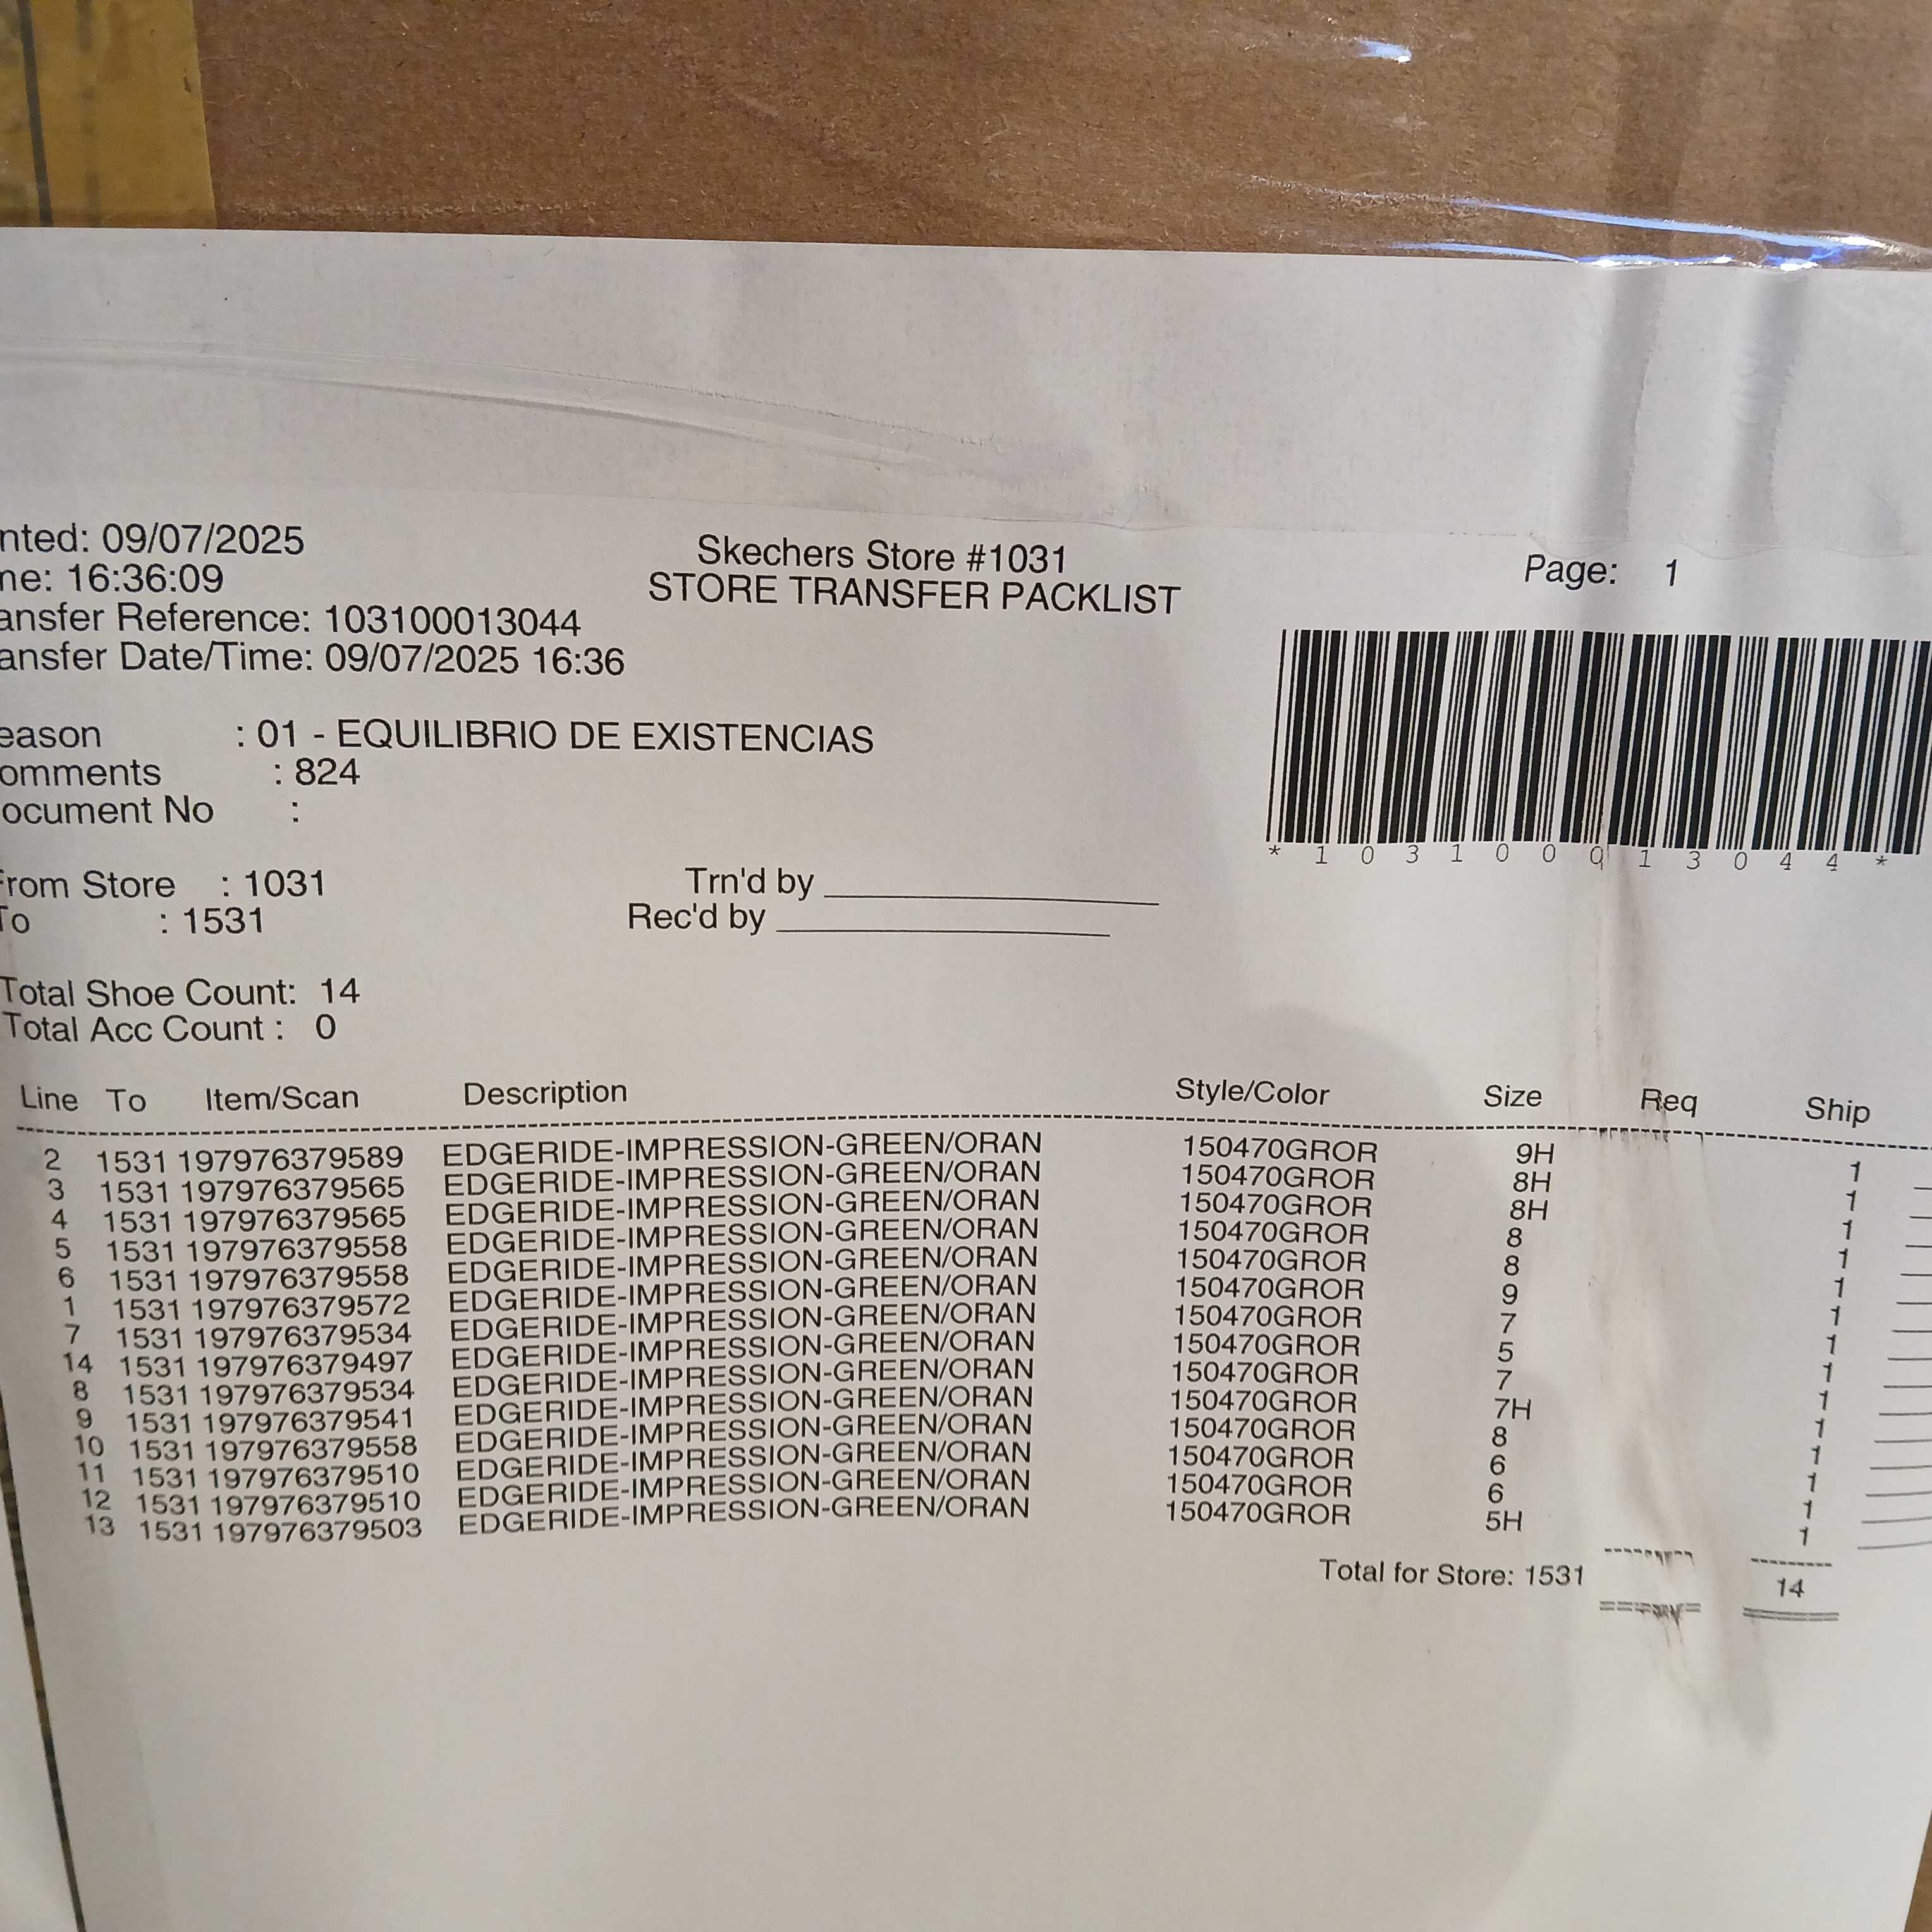 nted: 09/07/2025
me: 16:36:09
ansfer Reference: 103100013044
ansfer Date/Time: 09/07/2025 16:36
Skechers Store #1031
STORE TRANSFER PACKLIST
Page: 1
*103100013044*
eason : 01 - EQUILIBRIO DE EXISTENCIAS
omments : 824
ocument No :
From Store : 1031
To : 1531
Trn'd by
Rec'd by
Total Shoe Count: 14
Total Acc Count : 0
Line To Item/Scan Description Style/Color Size Req Ship
2 1531 197976379589 EDGERIDE-IMPRESSION-GREEN/ORAN 150470GROR 9H 1
3 1531 197976379565 EDGERIDE-IMPRESSION-GREEN/ORAN 150470GROR 8H 1
4 1531 197976379565 EDGERIDE-IMPRESSION-GREEN/ORAN 150470GROR 8H 1
5 1531 197976379558 EDGERIDE-IMPRESSION-GREEN/ORAN 150470GROR 8 1
6 1531 197976379558 EDGERIDE-IMPRESSION-GREEN/ORAN 150470GROR 8 1
1 1531 197976379572 EDGERIDE-IMPRESSION-GREEN/ORAN 150470GROR 9 1
7 1531 197976379534 EDGERIDE-IMPRESSION-GREEN/ORAN 150470GROR 7 1
14 1531 197976379497 EDGERIDE-IMPRESSION-GREEN/ORAN 150470GROR 5 1
8 1531 197976379534 EDGERIDE-IMPRESSION-GREEN/ORAN 150470GROR 7 1
9 1531 197976379541 EDGERIDE-IMPRESSION-GREEN/ORAN 150470GROR 7H 1
10 1531 197976379558 EDGERIDE-IMPRESSION-GREEN/ORAN 150470GROR 8 1
11 1531 197976379510 EDGERIDE-IMPRESSION-GREEN/ORAN 150470GROR 6 1
12 1531 197976379510 EDGERIDE-IMPRESSION-GREEN/ORAN 150470GROR 6 1
13 1531 197976379503 EDGERIDE-IMPRESSION-GREEN/ORAN 150470GROR 5H 1
Total for Store: 1531 14